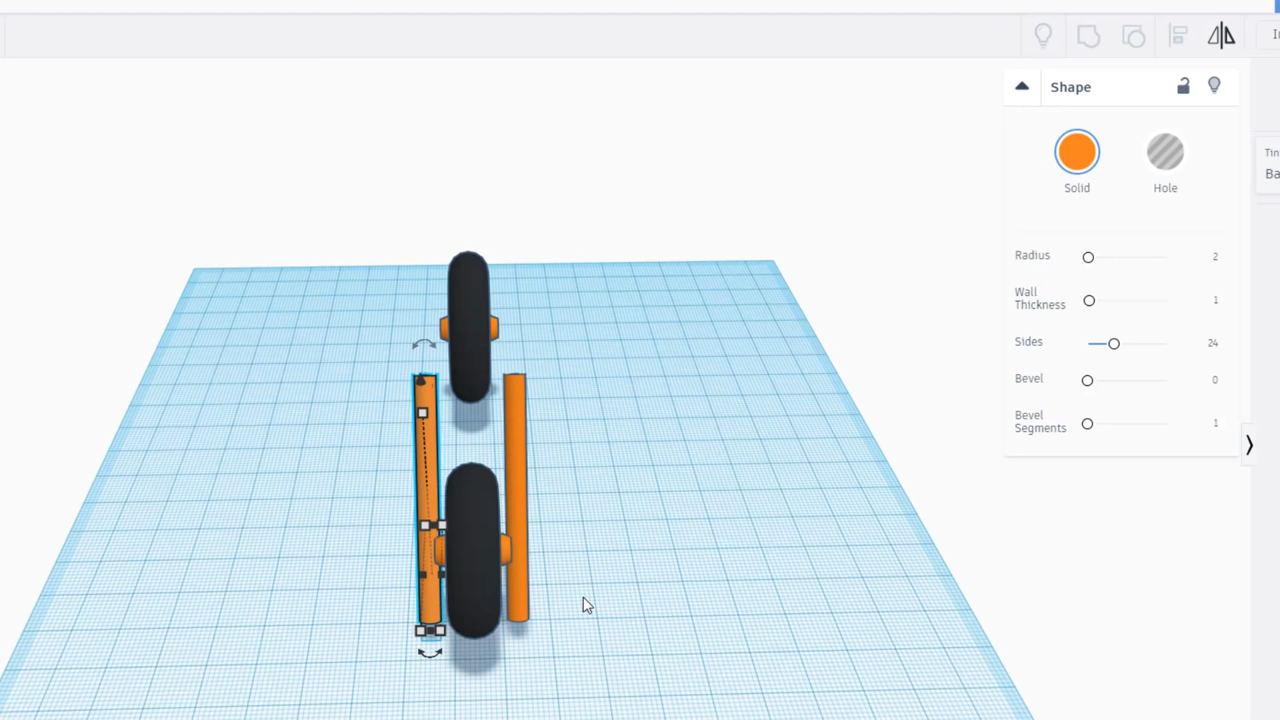 Shape
Solid
Hole
Radius
2
Wall
Thickness
1
Sides
24
Bevel
0
Bevel
Segments
1